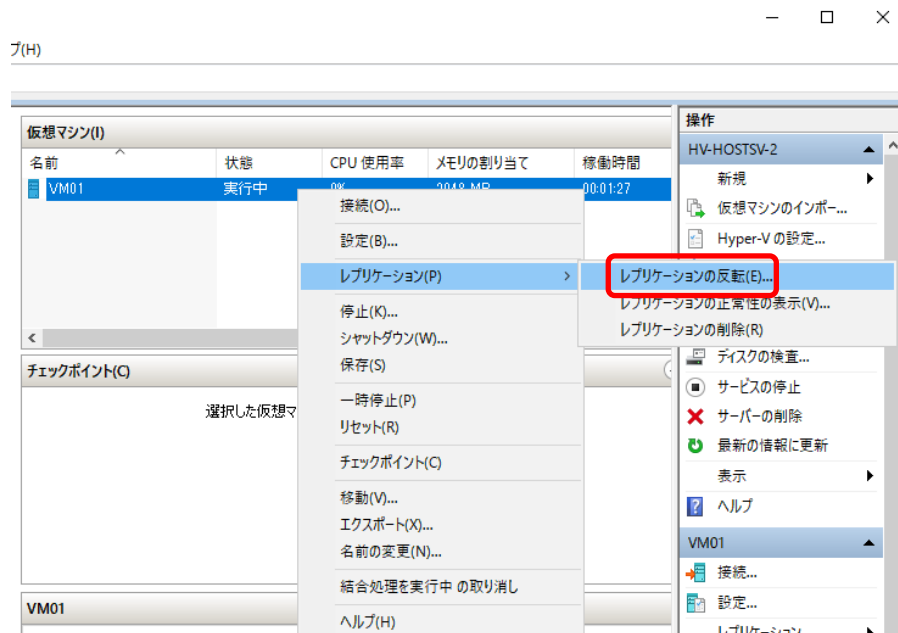 プ(H)
仮想マシン(I)
名前 状態 CPU 使用率 メモリの割り当て 稼働時間
VM01 実行中 0% 2048 MB 00:01:27
接続(O)...
設定(B)...
レプリケーション(P)
停止(K)...
シャットダウン(W)...
保存(S)
一時停止(P)
リセット(R)
チェックポイント(C)
移動(V)...
エクスポート(X)...
名前の変更(N)...
結合処理を実行中 の取り消し
ヘルプ(H)
レプリケーションの反転(E)...
レプリケーションの正常性の表示(V)...
レプリケーションの削除(R)
チェックポイント(C)
選択した仮想マ
VM01
操作
HV-HOSTSV-2
新規
仮想マシンのインポー...
Hyper-V の設定...
ディスクの検査...
サービスの停止
サーバーの削除
最新の情報に更新
表示
ヘルプ
VM01
接続...
設定...
レプリケーション